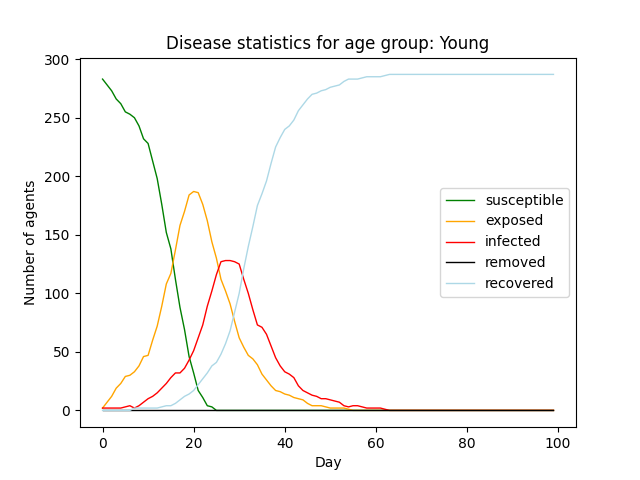 Disease statistics for age group: Young
Number of agents
300
250
200
150
100
50
0
susceptible
exposed
infected
removed
recovered
0 20 40 60 80 100
Day